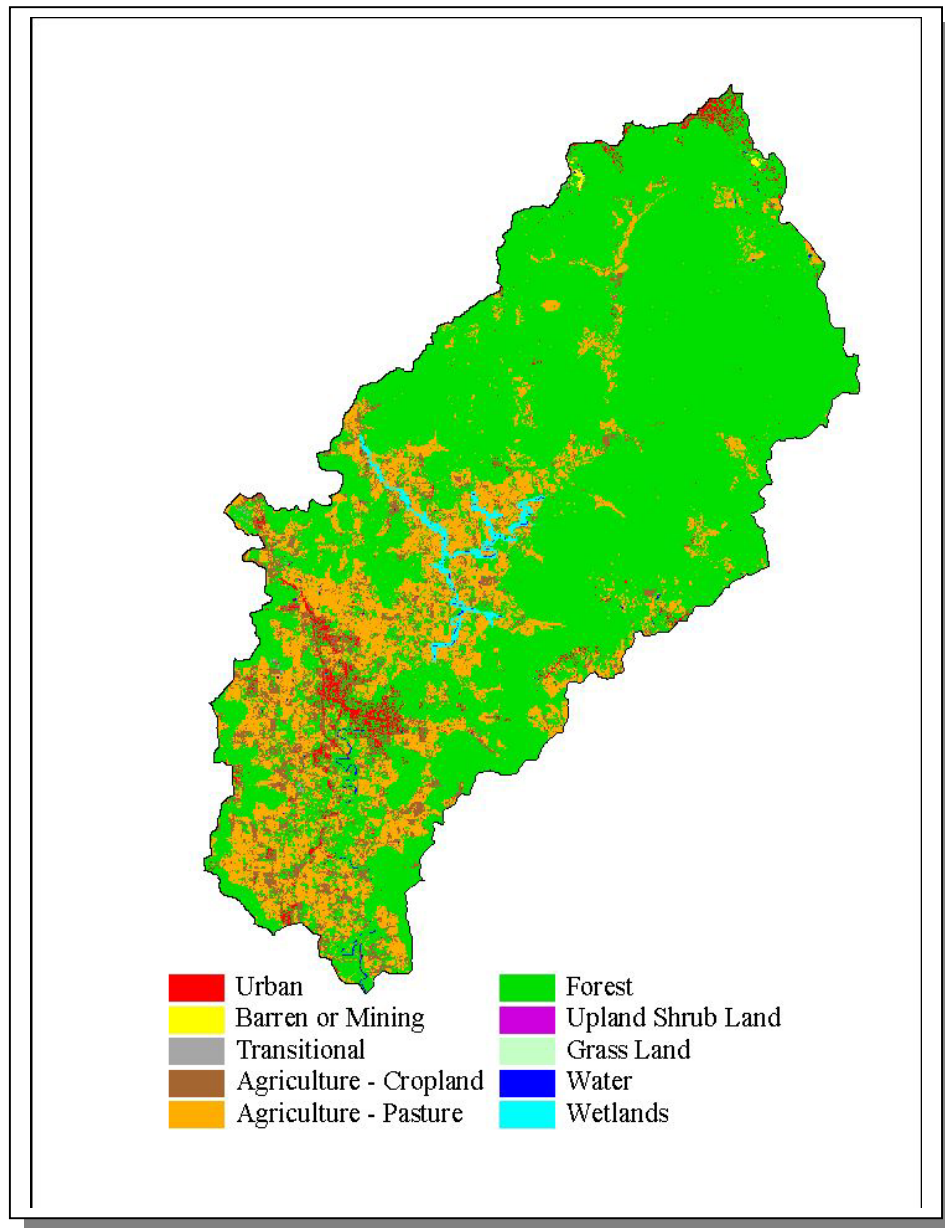 Urban
Barren or Mining
Transitional
Agriculture - Cropland
Agriculture - Pasture
Forest
Upland Shrub Land
Grass Land
Water
Wetlands